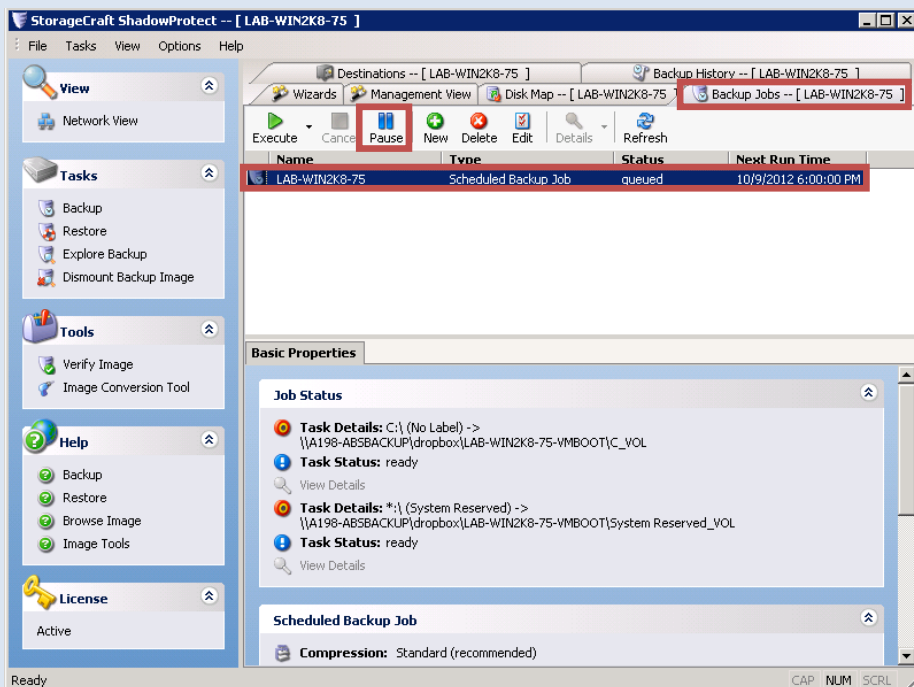 StorageCraft ShadowProtect -- [ LAB-WIN2K8-75 ]
File Tasks View Options Help
View
Network View
Tasks
Backup
Restore
Explore Backup
Dismount Backup Image
Tools
Verify Image
Image Conversion Tool
Help
Backup
Restore
Browse Image
Image Tools
License
Active
Destinations -- [ LAB-WIN2K8-75 ] Backup History -- [ LAB-WIN2K8-75 ]
Wizards Management View Disk Map -- [ LAB-WIN2K8-75 Backup Jobs -- [ LAB-WIN2K8-75 ]
Execute Cance Pause New Delete Edit Details Refresh
Name Type Status Next Run Time
LAB-WIN2K8-75 Scheduled Backup Job queued 10/9/2012 6:00:00 PM
Basic Properties
Job Status
Task Details: C:\ (No Label) ->
\\A198-ABSBACKUP\dropbox\LAB-WIN2K8-75-VMBOOT\C_VOL
Task Status: ready
View Details
Task Details: *:\ (System Reserved) ->
\\A198-ABSBACKUP\dropbox\LAB-WIN2K8-75-VMBOOT\System Reserved_VOL
Task Status: ready
View Details
Scheduled Backup Job
Compression: Standard (recommended)
Ready CAP NUM SCRL